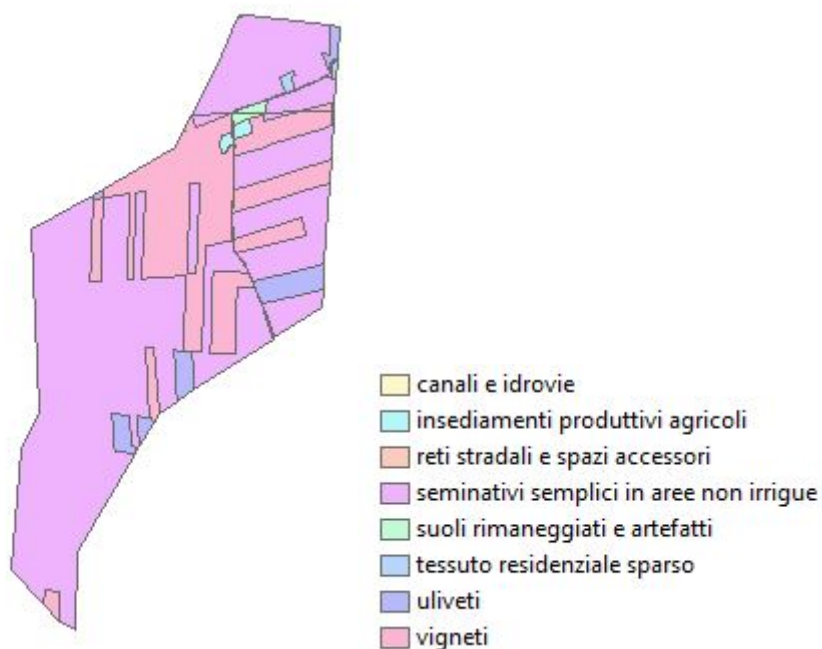 canali e idrovie
insediamenti produttivi agricoli
reti stradali e spazi accessori
seminativi semplici in aree non irrigue
suoli rimaneggiati e artefatti
tessuto residenziale sparso
uliveti
vigneti